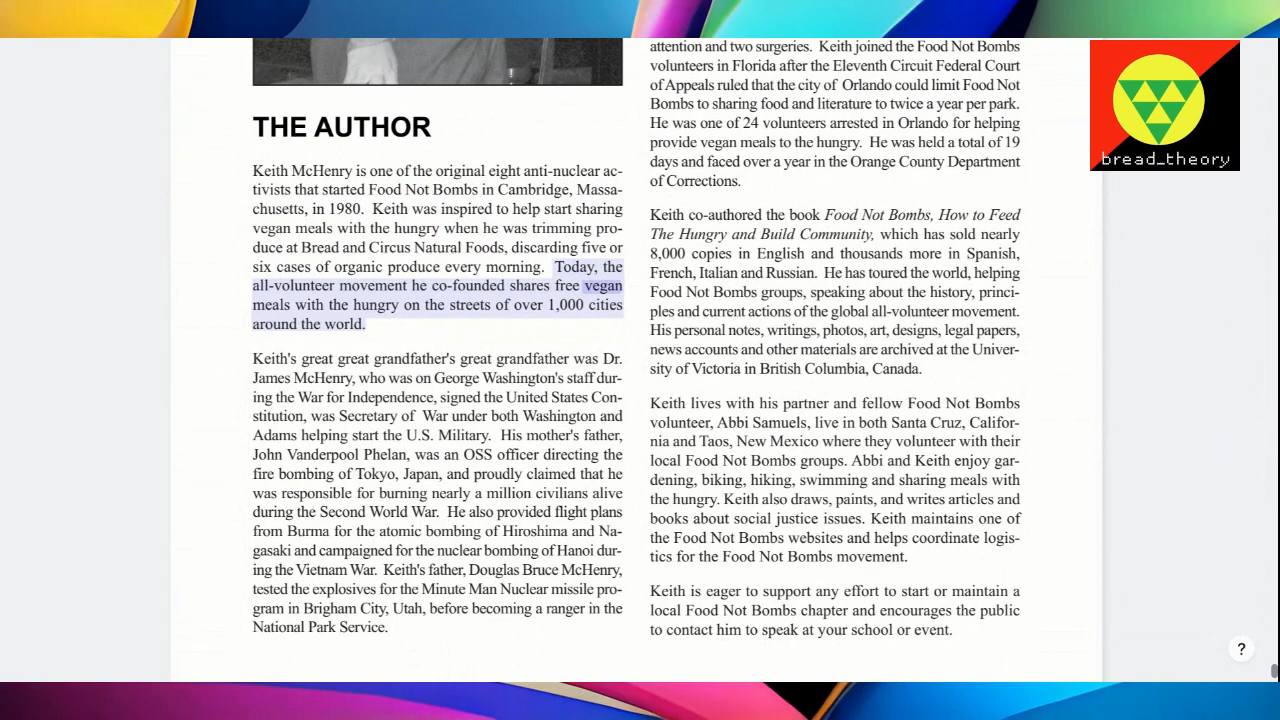 THE AUTHOR
Keith McHenry is one of the original eight anti-nuclear ac-
tivists that started Food Not Bombs in Cambridge, Massa-
chusetts, in 1980.  Keith was inspired to help start sharing
vegan meals with the hungry when he was trimming pro-
duce at Bread and Circus Natural Foods, discarding five or
six cases of organic produce every morning.  Today, the
all-volunteer movement he co-founded shares free vegan
meals with the hungry on the streets of over 1,000 cities
around the world.
Keith's great great grandfather's great grandfather was Dr.
James McHenry, who was on George Washington's staff dur-
ing the War for Independence, signed the United States Con-
stitution, was Secretary of  War under both Washington and
Adams helping start the U.S. Military.  His mother's father,
John Vanderpool Phelan, was an OSS officer directing the
fire bombing of Tokyo, Japan, and proudly claimed that he
was responsible for burning nearly a million civilians alive
during the Second World War.  He also provided flight plans
from Burma for the atomic bombing of Hiroshima and Na-
gasaki and campaigned for the nuclear bombing of Hanoi dur-
ing the Vietnam War.  Keith's father, Douglas Bruce McHenry,
tested the explosives for the Minute Man Nuclear missile pro-
gram in Brigham City, Utah, before becoming a ranger in the
National Park Service.
attention and two surgeries.  Keith joined the Food Not Bombs
volunteers in Florida after the Eleventh Circuit Federal Court
of Appeals ruled that the city of  Orlando could limit Food Not
Bombs to sharing food and literature to twice a year per park.
He was one of 24 volunteers arrested in Orlando for helping
provide vegan meals to the hungry.  He was held a total of 19
days and faced over a year in the Orange County Department
of Corrections.
Keith co-authored the book Food Not Bombs, How to Feed
The Hungry and Build Community, which has sold nearly
8,000 copies in English and thousands more in Spanish,
French, Italian and Russian.  He has toured the world, helping
Food Not Bombs groups, speaking about the history, princi-
ples and current actions of the global all-volunteer movement.
His personal notes, writings, photos, art, designs, legal papers,
news accounts and other materials are archived at the Univer-
sity of Victoria in British Columbia, Canada.
Keith lives with his partner and fellow Food Not Bombs
volunteer, Abbi Samuels, live in both Santa Cruz, Califor-
nia and Taos, New Mexico where they volunteer with their
local Food Not Bombs groups. Abbi and Keith enjoy gar-
dening, biking, hiking, swimming and sharing meals with
the hungry. Keith also draws, paints, and writes articles and
books about social justice issues. Keith maintains one of
the Food Not Bombs websites and helps coordinate logis-
tics for the Food Not Bombs movement.
Keith is eager to support any effort to start or maintain a
local Food Not Bombs chapter and encourages the public
to contact him to speak at your school or event.
bread_theory
?